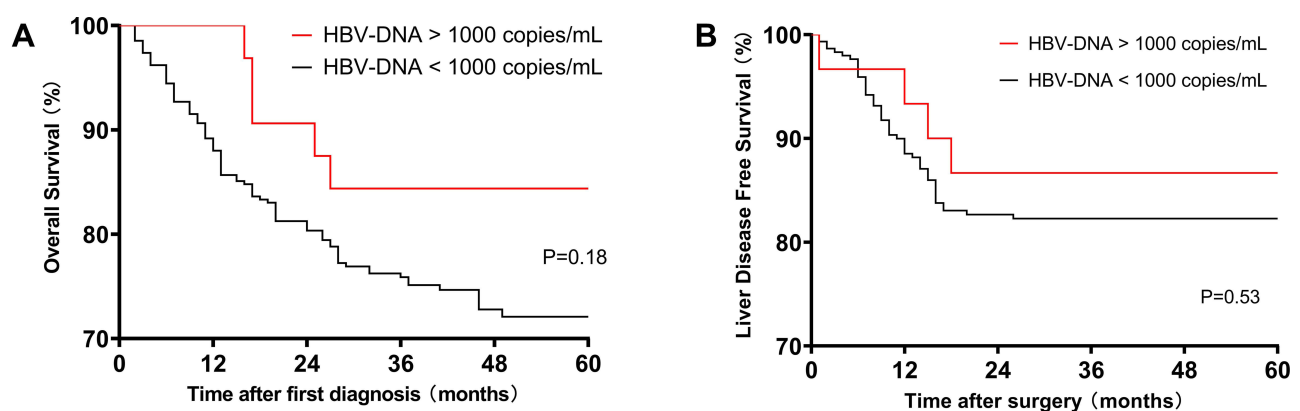 A
HBV-DNA > 1000 copies/mL
HBV-DNA < 1000 copies/mL
Overall Survival（%）
100
90
80
70
P=0.18
0 12 24 36 48 60
Time after first diagnosis（months）
B
HBV-DNA > 1000 copies/mL
HBV-DNA < 1000 copies/mL
Liver Disease Free Survival（%）
100
90
80
70
P=0.53
0 12 24 36 48 60
Time after surgery（months）